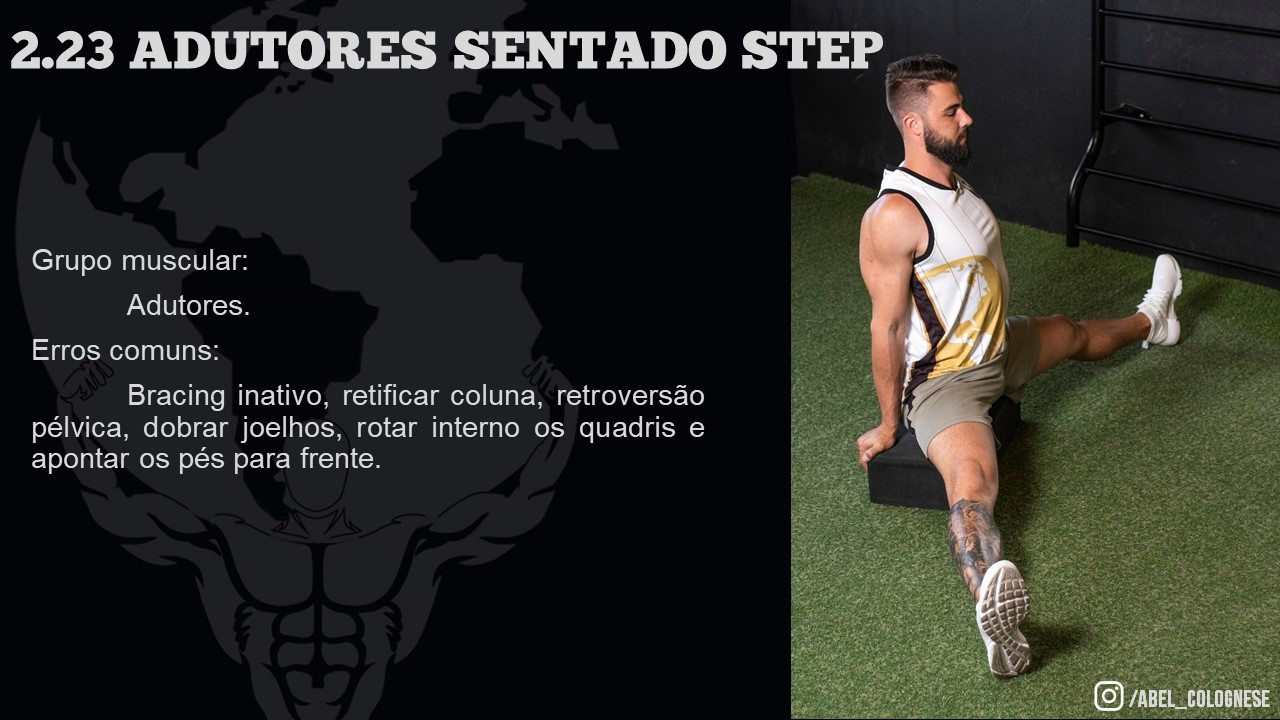 2.23 ADUTORES SENTADO STEP
Grupo muscular:
Adutores.
Erros comuns:
Bracing inativo, retificar coluna, retroversão
pélvica, dobrar joelhos, rotar interno os quadris e
apontar os pés para frente.
/ABEL_COLOGNESE